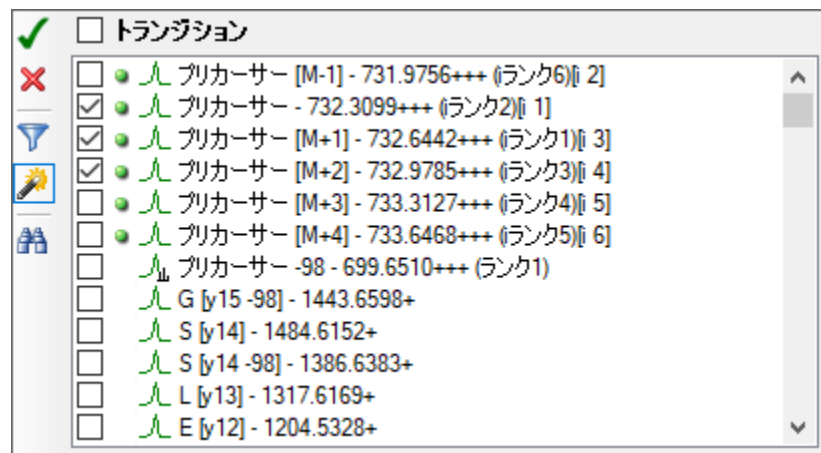 トランジション
プリカーサー [M-1] - 731.9756+++ (iランク6)[i 2]
プリカーサー - 732.3099+++ (iランク2)[i 1]
プリカーサー [M+1] - 732.6442+++ (iランク1)[i 3]
プリカーサー [M+2] - 732.9785+++ (iランク3)[i 4]
プリカーサー [M+3] - 733.3127+++ (iランク4)[i 5]
プリカーサー [M+4] - 733.6468+++ (iランク5)[i 6]
プリカーサー -98 - 699.6510+++ (ランク1)
G [y15 -98] - 1443.6598+
S [y14] - 1484.6152+
S [y14 -98] - 1386.6383+
L [y13] - 1317.6169+
E [y12] - 1204.5328+